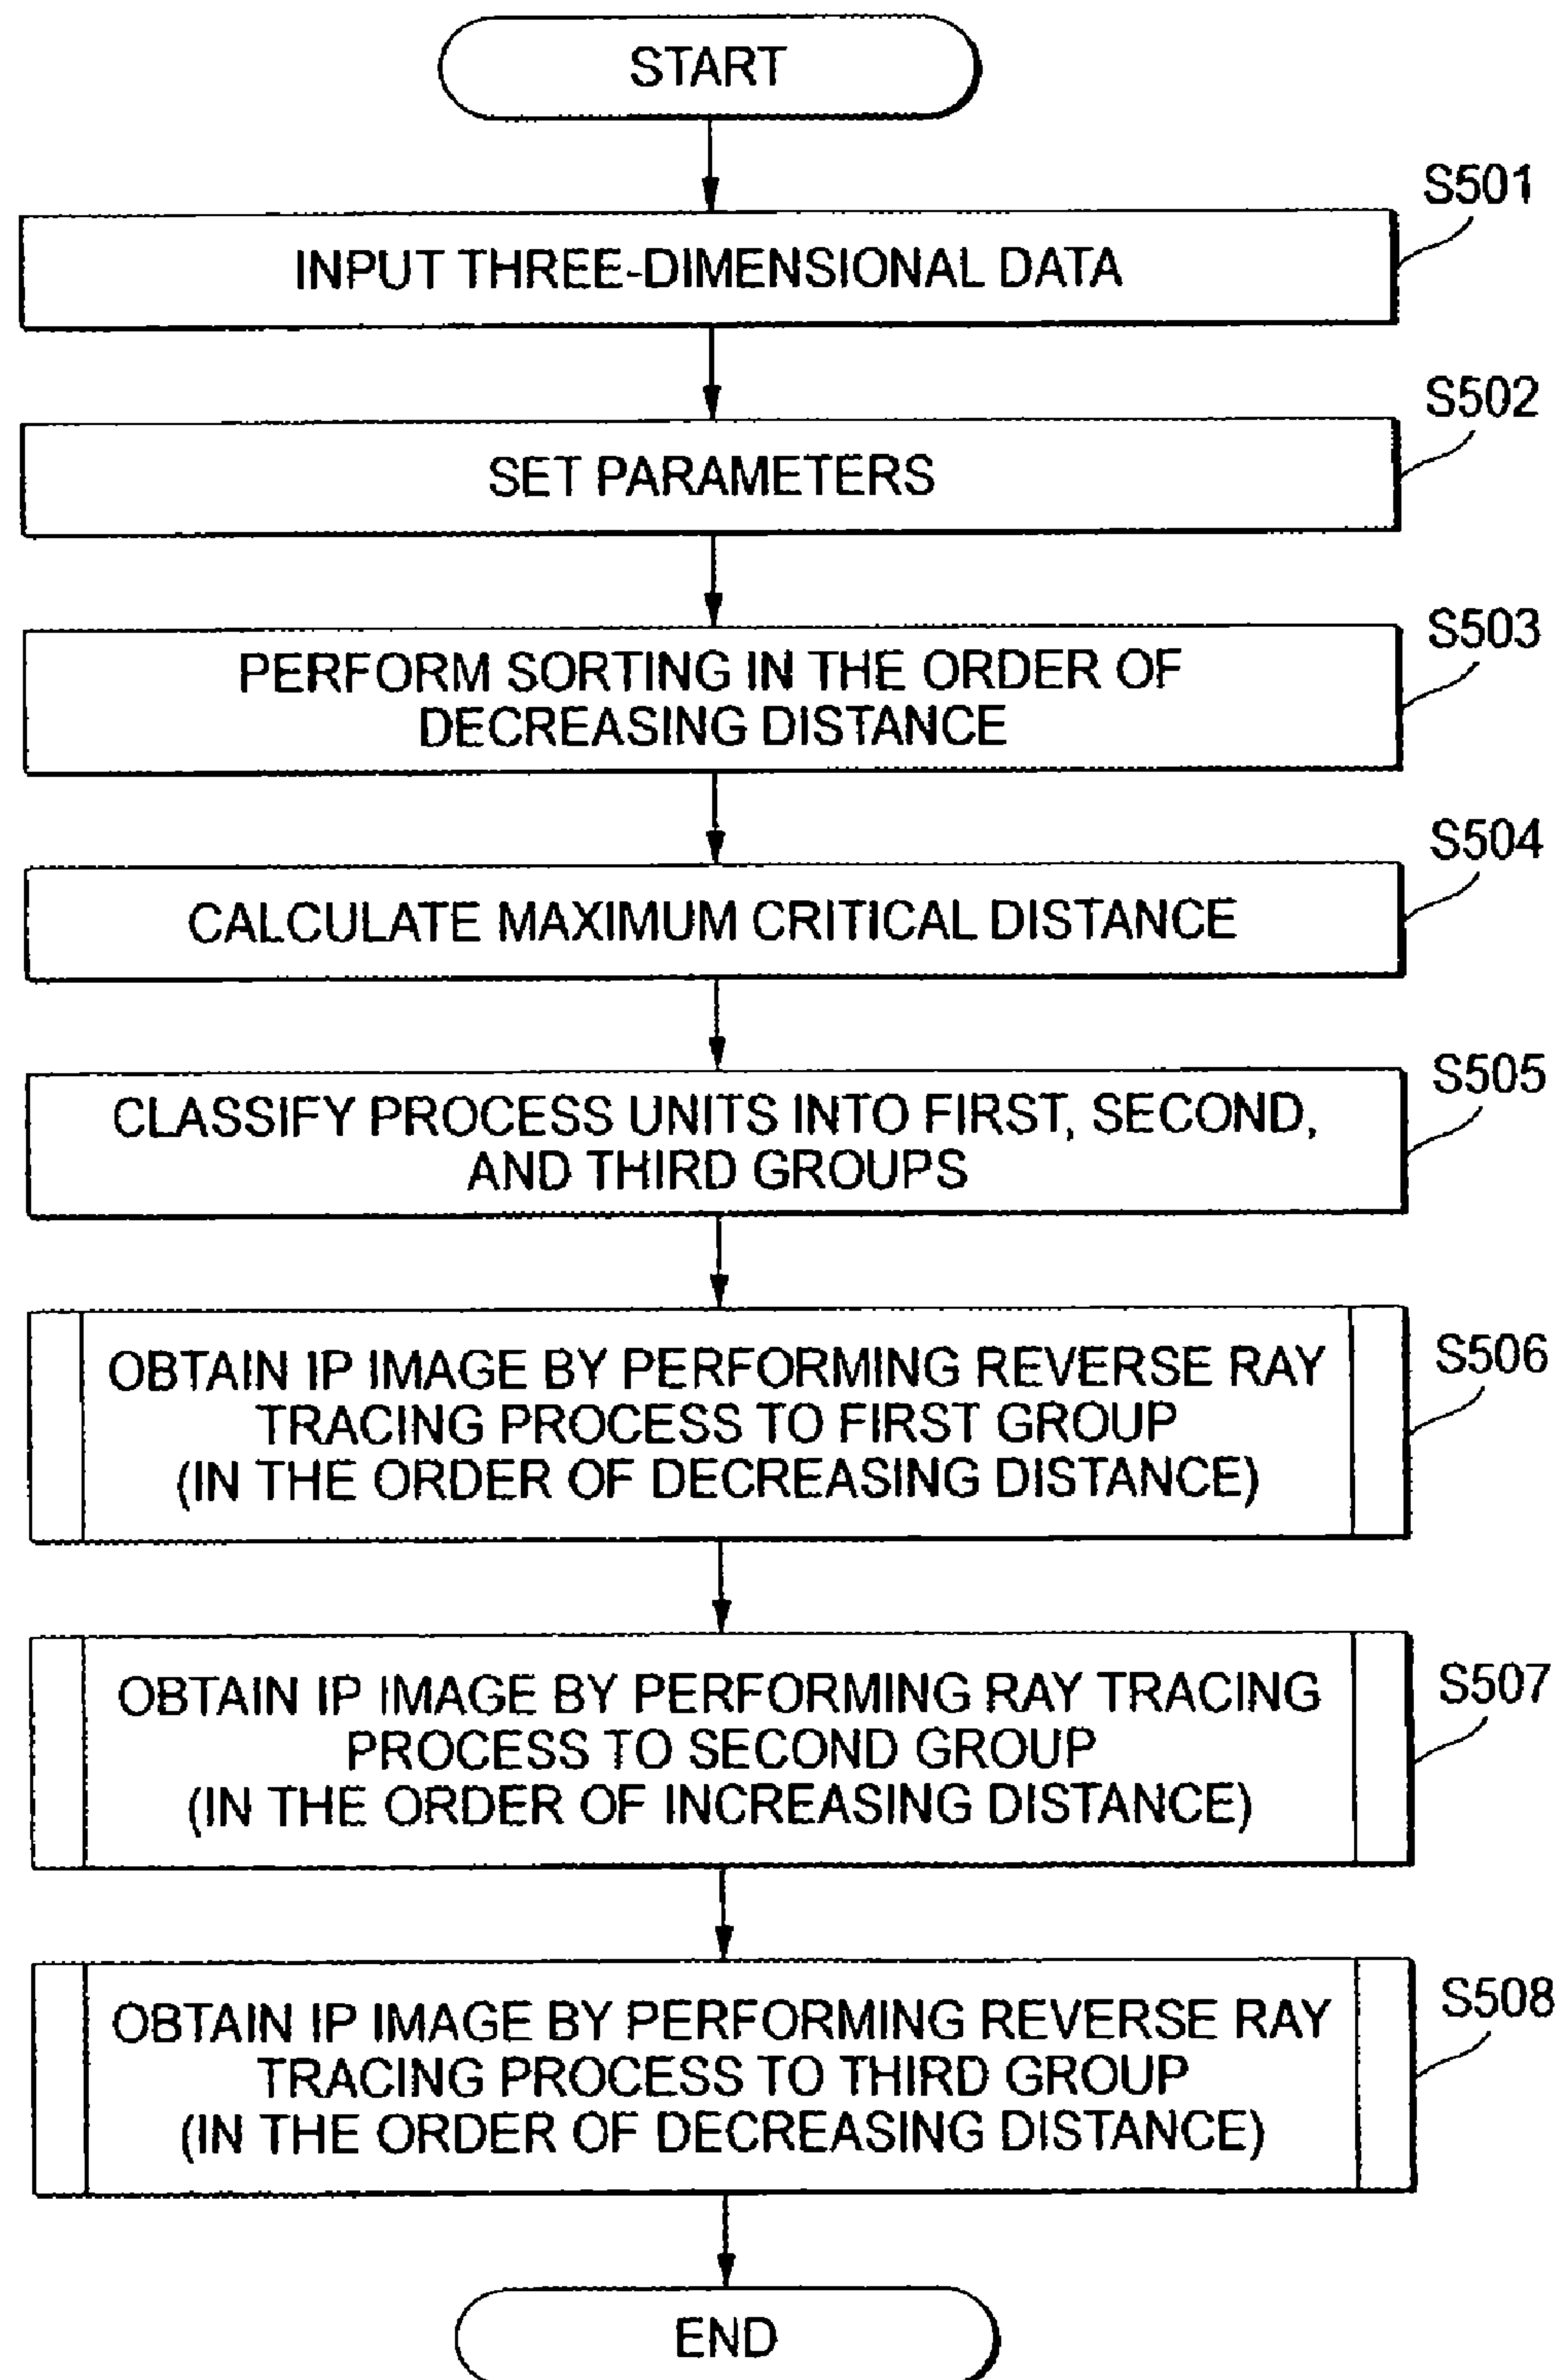 START
S501
INPUT THREE-DIMENSIONAL DATA
S502
SET PARAMETERS
S503
PERFORM SORTING IN THE ORDER OF
DECREASING DISTANCE
S504
CALCULATE MAXIMUM CRITICAL DISTANCE
S505
CLASSIFY PROCESS UNITS INTO FIRST, SECOND,
AND THIRD GROUPS
S506
OBTAIN IP IMAGE BY PERFORMING REVERSE RAY
TRACING PROCESS TO FIRST GROUP
(IN THE ORDER OF DECREASING DISTANCE)
S507
OBTAIN IP IMAGE BY PERFORMING RAY TRACING
PROCESS TO SECOND GROUP
(IN THE ORDER OF INCREASING DISTANCE)
S508
OBTAIN IP IMAGE BY PERFORMING REVERSE RAY
TRACING PROCESS TO THIRD GROUP
(IN THE ORDER OF DECREASING DISTANCE)
END